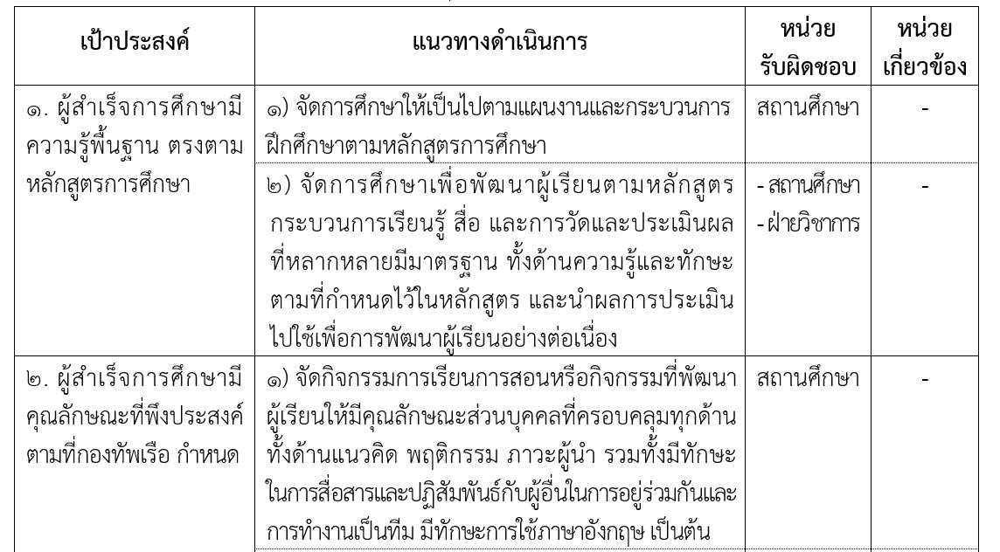 เป้าประสงค์
แนวทางดำเนินการ
หน่วย
รับผิดชอบ
หน่วย
เกี่ยวข้อง
๑. ผู้สำเร็จการศึกษามี
ความรู้พื้นฐาน ตรงตาม
หลักสูตรการศึกษา
๑) จัดการศึกษาให้เป็นไปตามแผนงานและกระบวนการ
ฝึกศึกษาตามหลักสูตรการศึกษา
สถานศึกษา
-
๒) จัดการศึกษาเพื่อพัฒนาผู้เรียนตามหลักสูตร
กระบวนการเรียนรู้ สื่อ และการวัดและประเมินผล
ที่หลากหลายมีมาตรฐาน ทั้งด้านความรู้และทักษะ
ตามที่กำหนดไว้ในหลักสูตร และนำผลการประเมิน
ไปใช้เพื่อการพัฒนาผู้เรียนอย่างต่อเนื่อง
- สถานศึกษา
- ฝ่ายวิชาการ
-
๒. ผู้สำเร็จการศึกษามี
คุณลักษณะที่พึงประสงค์
ตามที่กองทัพเรือ กำหนด
๑) จัดกิจกรรมการเรียนการสอนหรือกิจกรรมที่พัฒนา
ผู้เรียนให้มีคุณลักษณะส่วนบุคคลที่ครอบคลุมทุกด้าน
ทั้งด้านแนวคิด พฤติกรรม ภาวะผู้นำ รวมทั้งมีทักษะ
ในการสื่อสารและปฏิสัมพันธ์กับผู้อื่นในการอยู่ร่วมกันและ
การทำงานเป็นทีม มีทักษะการใช้ภาษาอังกฤษ เป็นต้น
สถานศึกษา
-